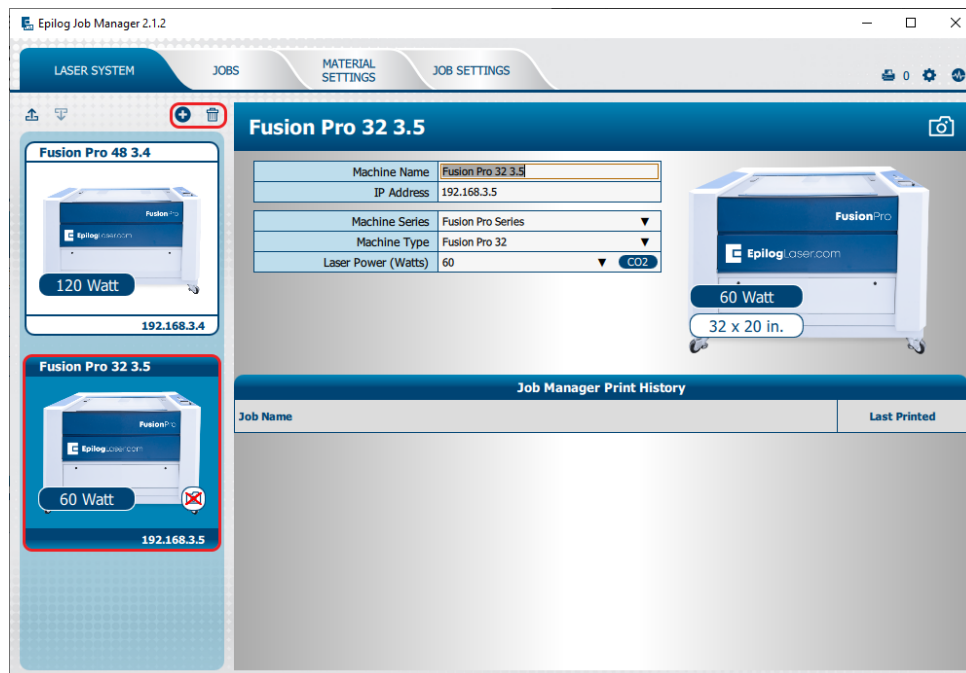 Epilog Job Manager 2.1.2
LASER SYSTEM
JOBS
MATERIAL
SETTINGS
JOB SETTINGS
0
Fusion Pro 48 3.4
FusionPro
EpilogLaser.com
120 Watt
192.168.3.4
Fusion Pro 32 3.5
FusionPro
EpilogLaser.com
60 Watt
192.168.3.5
Fusion Pro 32 3.5
Machine Name Fusion Pro 32 3.5
IP Address 192.168.3.5
Machine Series Fusion Pro Series
Machine Type Fusion Pro 32
Laser Power (Watts) 60 CO2
FusionPro
EpilogLaser.com
60 Watt
32 x 20 in.
Job Manager Print History
Job Name Last Printed